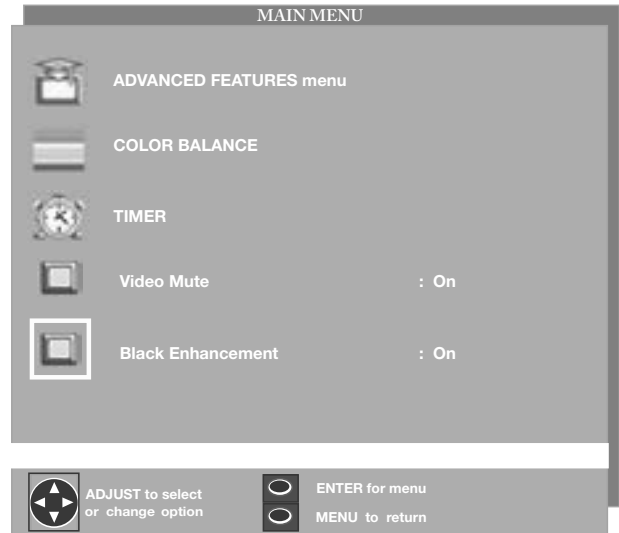 MAIN MENU
ADVANCED FEATURES menu
COLOR BALANCE
TIMER
Video Mute : On
Black Enhancement : On
ADJUST to select
or change option
ENTER for menu
MENU to return